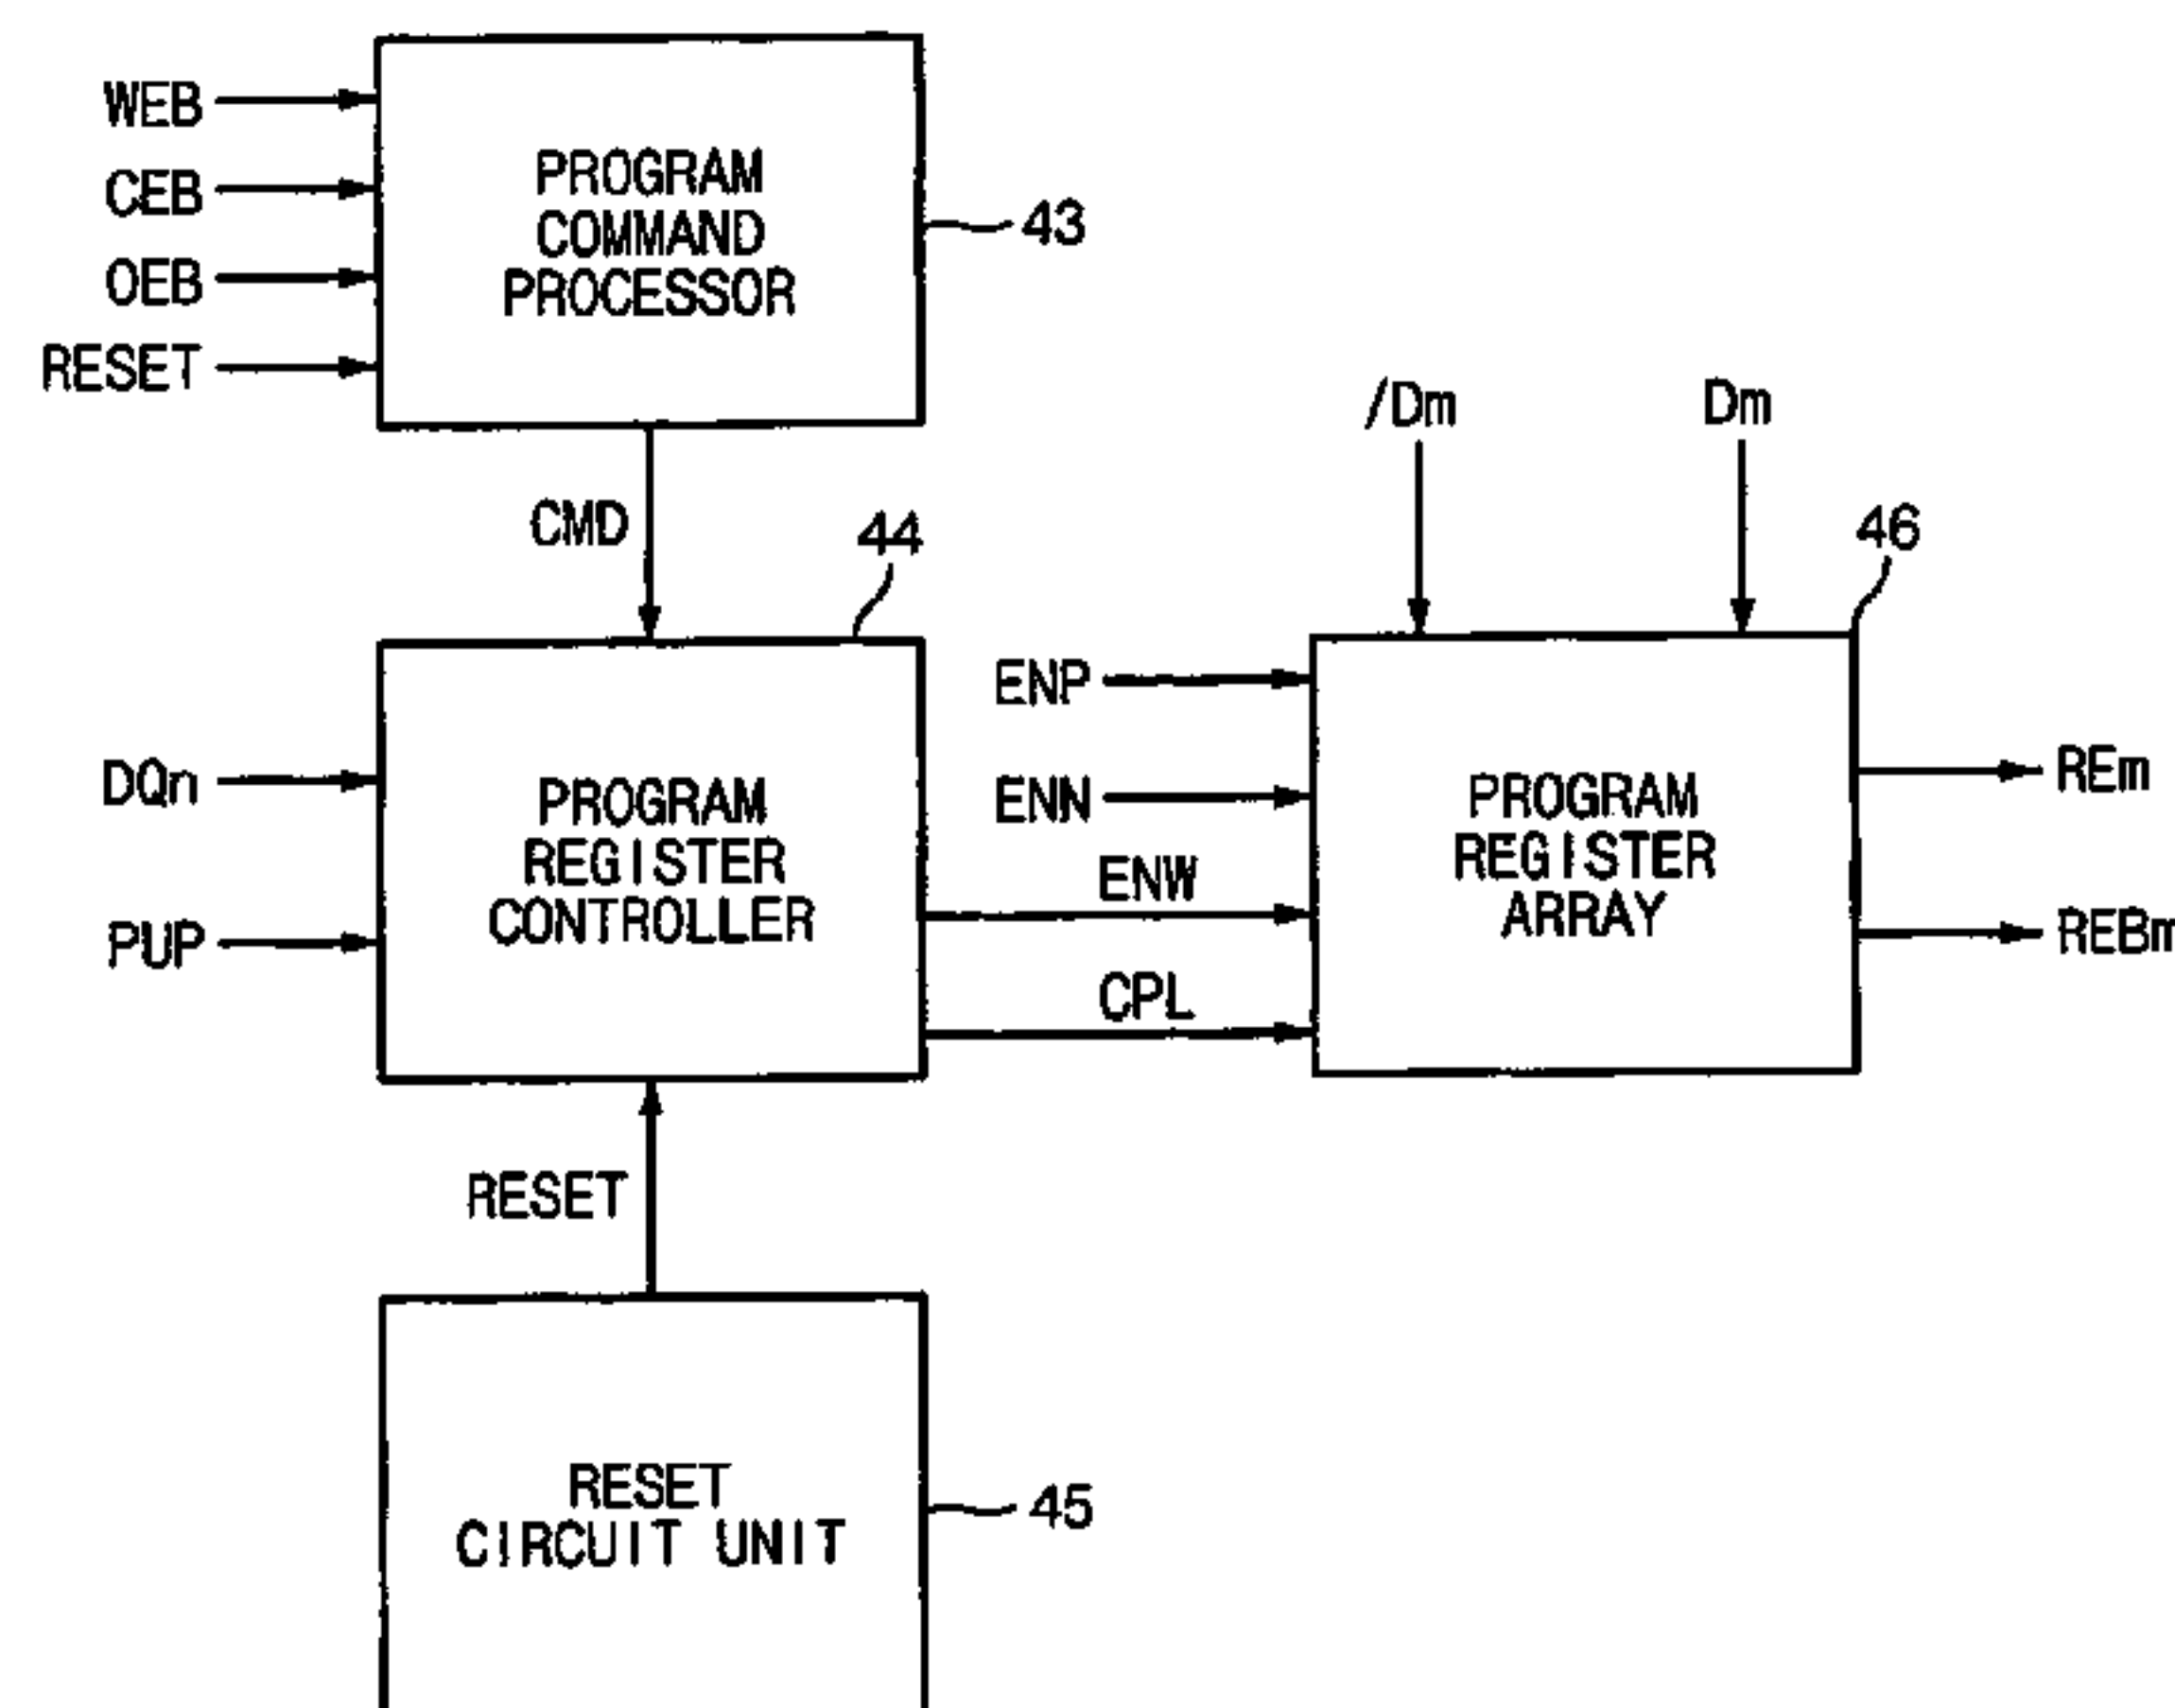 WEB
CEB
OEB
RESET
PROGRAM
COMMAND
PROCESSOR
43
CMD
44
/Dm
Dm
46
DQn
PUP
PROGRAM
REGISTER
CONTROLLER
ENP
ENN
ENW
CPL
PROGRAM
REGISTER
ARRAY
REm
REBm
RESET
RESET
CIRCUIT UNIT
45